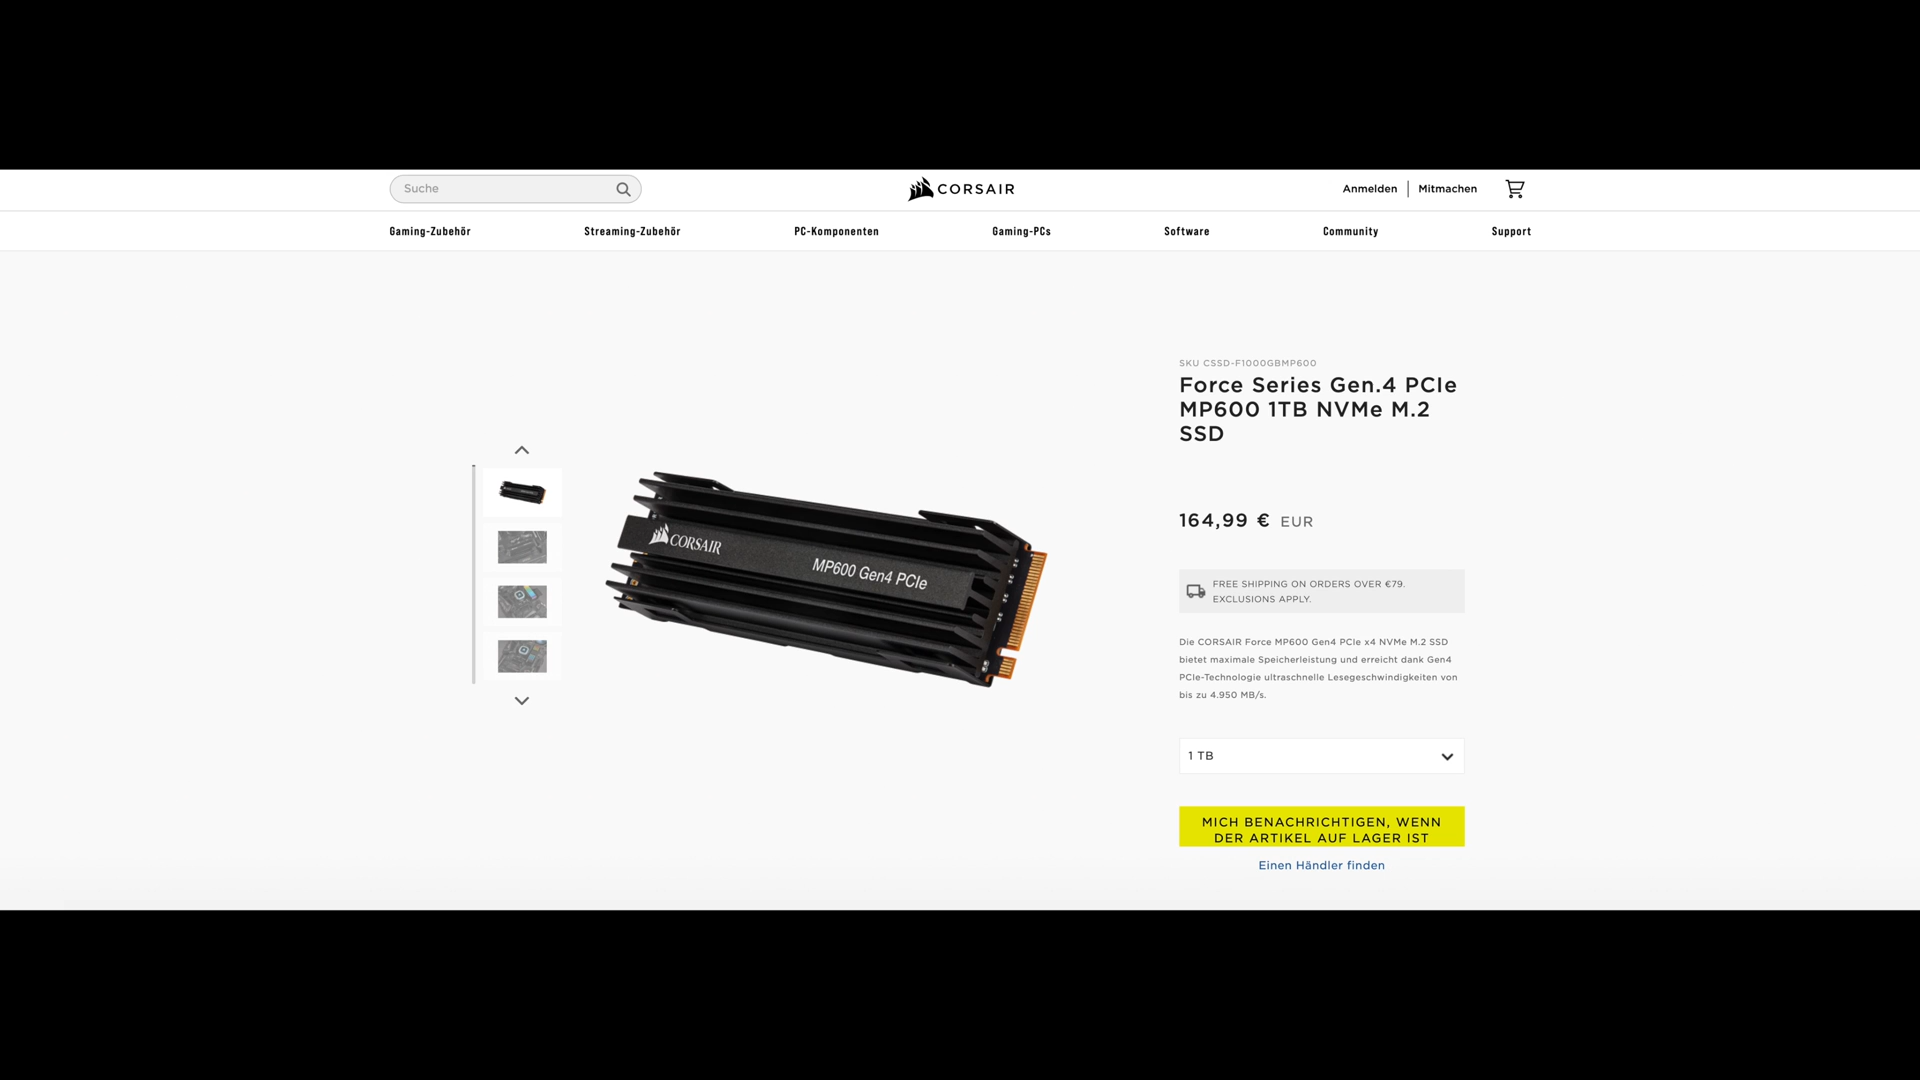 Suche
CORSAIR
Anmelden
Mitmachen
Gaming-Zubehör
Streaming-Zubehör
PC-Komponenten
Gaming-PCs
Software
Community
Support
SKU CSSD-F1000GBMP600
Force Series Gen.4 PCIe
MP600 1TB NVMe M.2
SSD
CORSAIR
MP600 Gen4 PCIe
164,99 € EUR
FREE SHIPPING ON ORDERS OVER €79.
EXCLUSIONS APPLY.
Die CORSAIR Force MP600 Gen4 PCIe x4 NVMe M.2 SSD
bietet maximale Speicherleistung und erreicht dank Gen4
PCIe-Technologie ultraschnelle Lesegeschwindigkeiten von
bis zu 4.950 MB/s.
1 TB
MICH BENACHRICHTIGEN, WENN
DER ARTIKEL AUF LAGER IST
Einen Händler finden